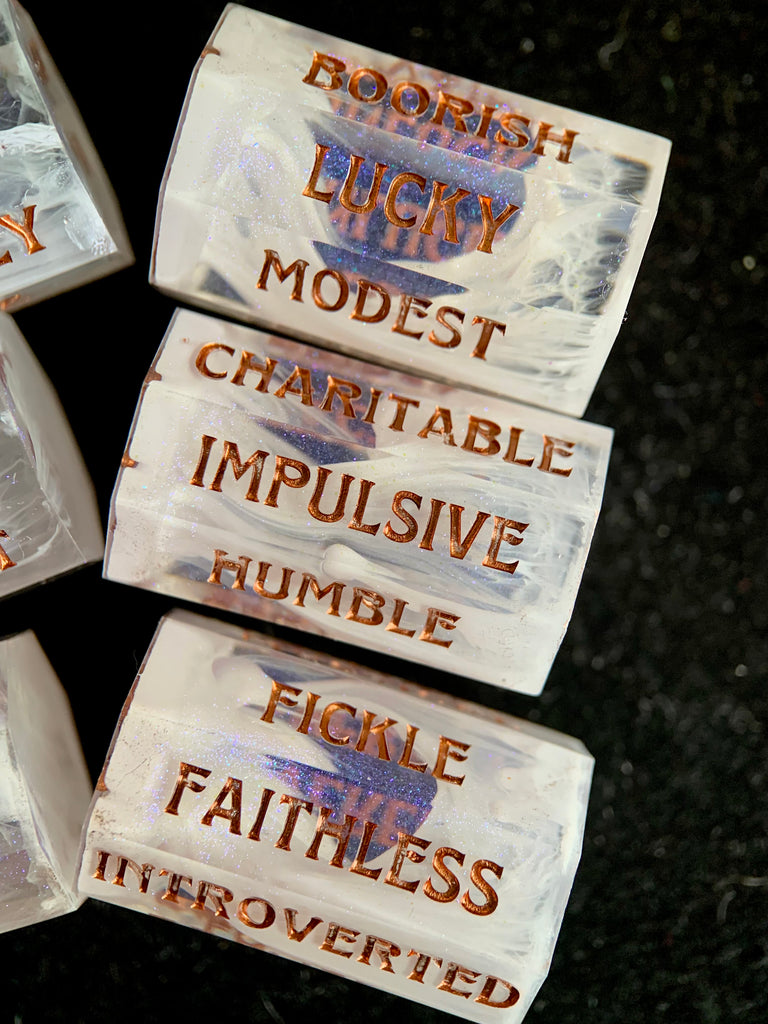 BOORISH
LUCKY
MODEST
CHARITABLE
IMPULSIVE
HUMBLE
FICKLE
FAITHLESS
INTROVERTED